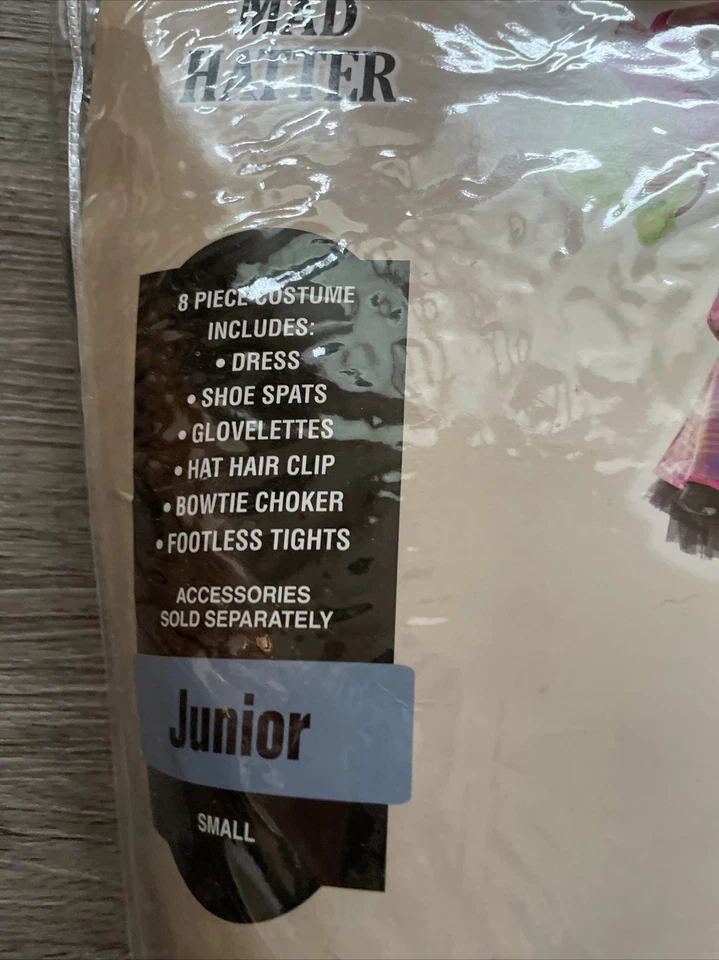 MAD
HATTER
8 PIECE COSTUME
INCLUDES:
• DRESS
• SHOE SPATS
• GLOVELETTES
• HAT HAIR CLIP
• BOWTIE CHOKER
• FOOTLESS TIGHTS
ACCESSORIES
SOLD SEPARATELY
Junior
SMALL